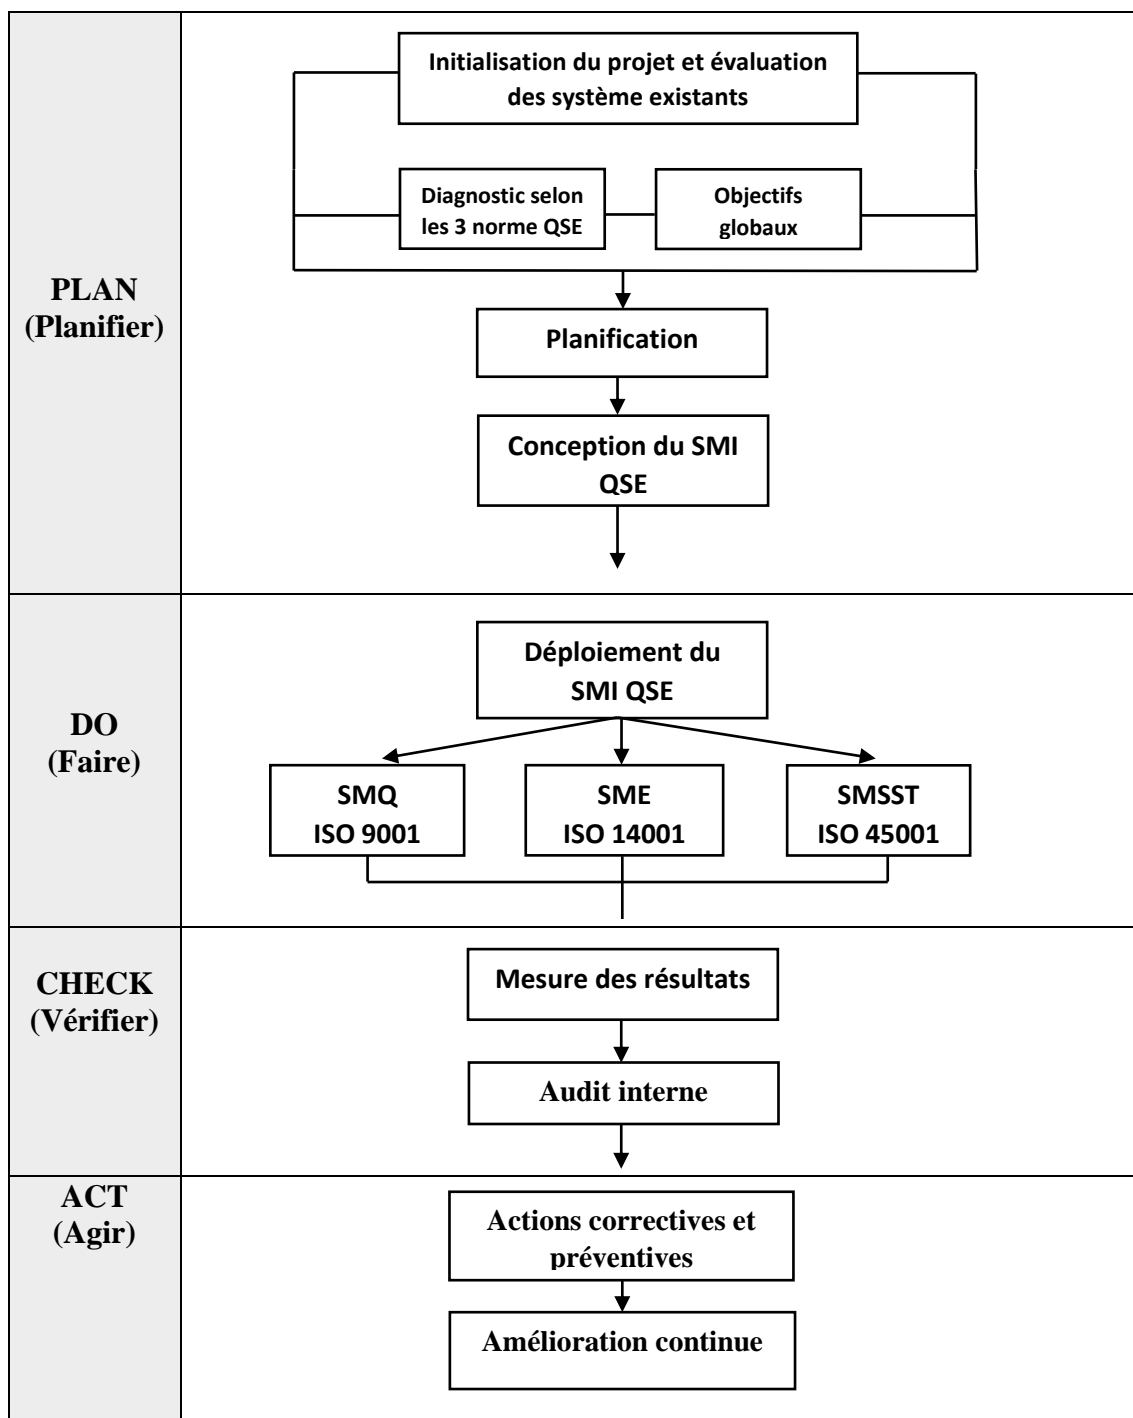 PLAN
(Planifier)
Initialisation du projet et évaluation
des système existants
Diagnostic selon
les 3 norme QSE
Objectifs
globaux
Planification
Conception du SMI
QSE
DO
(Faire)
Déploiement du
SMI QSE
SMQ
ISO 9001
SME
ISO 14001
SMSST
ISO 45001
CHECK
(Vérifier)
Mesure des résultats
Audit interne
ACT
(Agir)
Actions correctives et
préventives
Amélioration continue